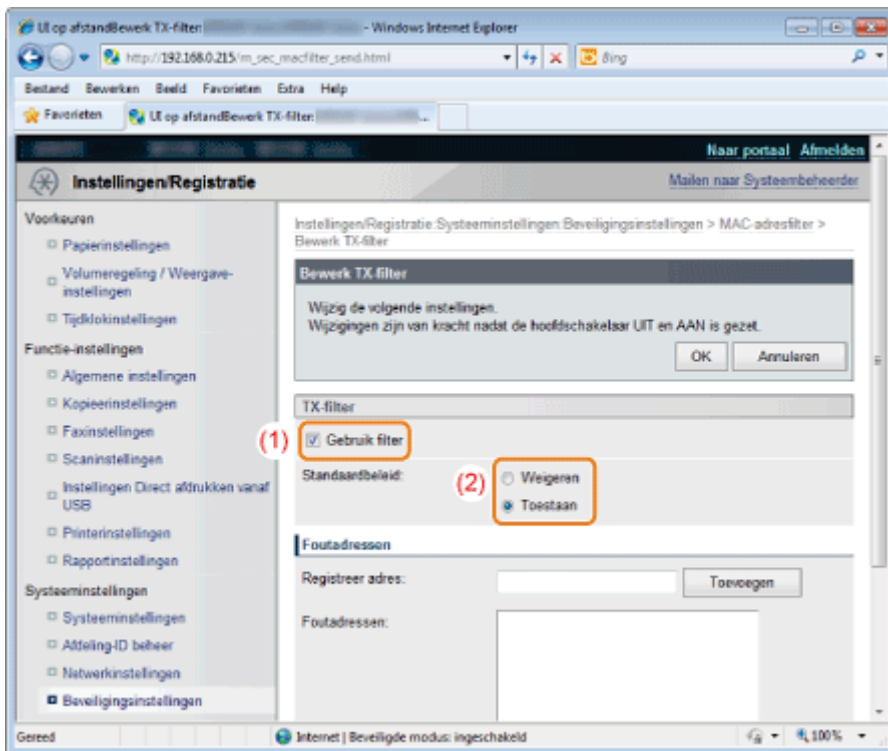 UI op afstandBewerk TX-filter: - Windows Internet Explorer
http://192.168.0.215/m_sec_macfilter_send.html
Bing
Bestand Bewerken Beeld Favorieten Extra Help
Favorieten
UI op afstandBewerk TX-filter: ...
Naar portaal Afmelden
Instellingen/Registratie
Mailen naar Systeembeheerder
Voorkeuren
Papierinstellingen
Volumeregeling / Weergave-
instellingen
Tijdklokinstellingen
Functie-instellingen
Algemene instellingen
Kopieerinstellingen
Faxinstellingen
Scaninstellingen
Instellingen Direct afdrukken vanaf
USB
Printerinstellingen
Rapportinstellingen
Systeeminstellingen
Systeeminstellingen
Afdeling-ID beheer
Netwerkinstellingen
Beveiligingsinstellingen
Instellingen/Registratie:Systeeminstellingen:Beveiligingsinstellingen > MAC-adresfilter >
Bewerk TX-filter
Bewerk TX-filter
Wijzig de volgende instellingen.
Wijzigingen zijn van kracht nadat de hoofdschakelaar UIT en AAN is gezet.
OK Annuleren
TX-filter
(1) Gebruik filter
Standaardbeleid: (2) Weigeren
Toestaan
Foutadressen
Registreer adres: Toevoegen
Foutadressen:
Gereed
Internet | Beveiligde modus: ingeschakeld
100%